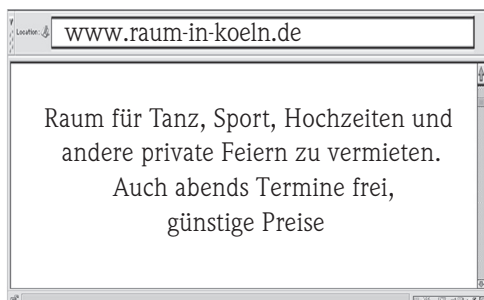 Location:
www.raum-in-koeln.de
Raum für Tanz, Sport, Hochzeiten und
andere private Feiern zu vermieten.
Auch abends Termine frei,
günstige Preise